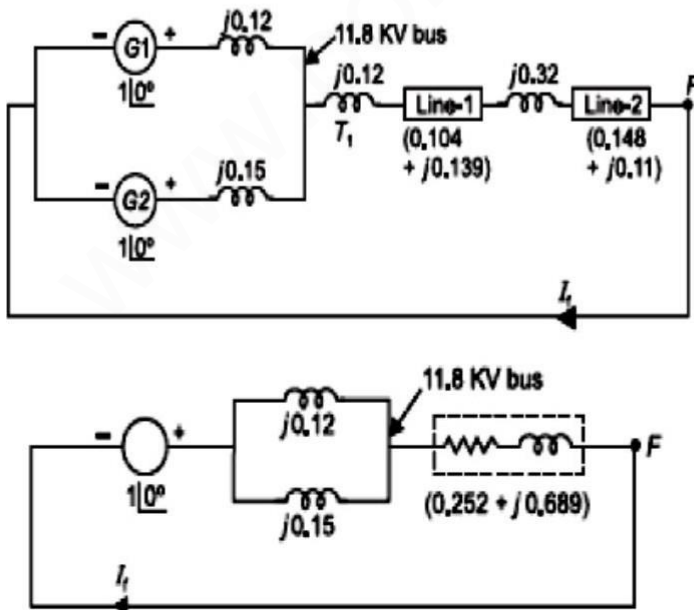 11.8 KV bus
j0.12
G1
1|0°
j0.12
j0.32
T₁
Line-1
(0.104
+ j0.139)
Line-2
(0.148
+ j0.11)
j0.15
G2
1|0°
I_f
11.8 KV bus
j0.12
1|0°
j0.15
F
(0.252 + j0.689)
I_f